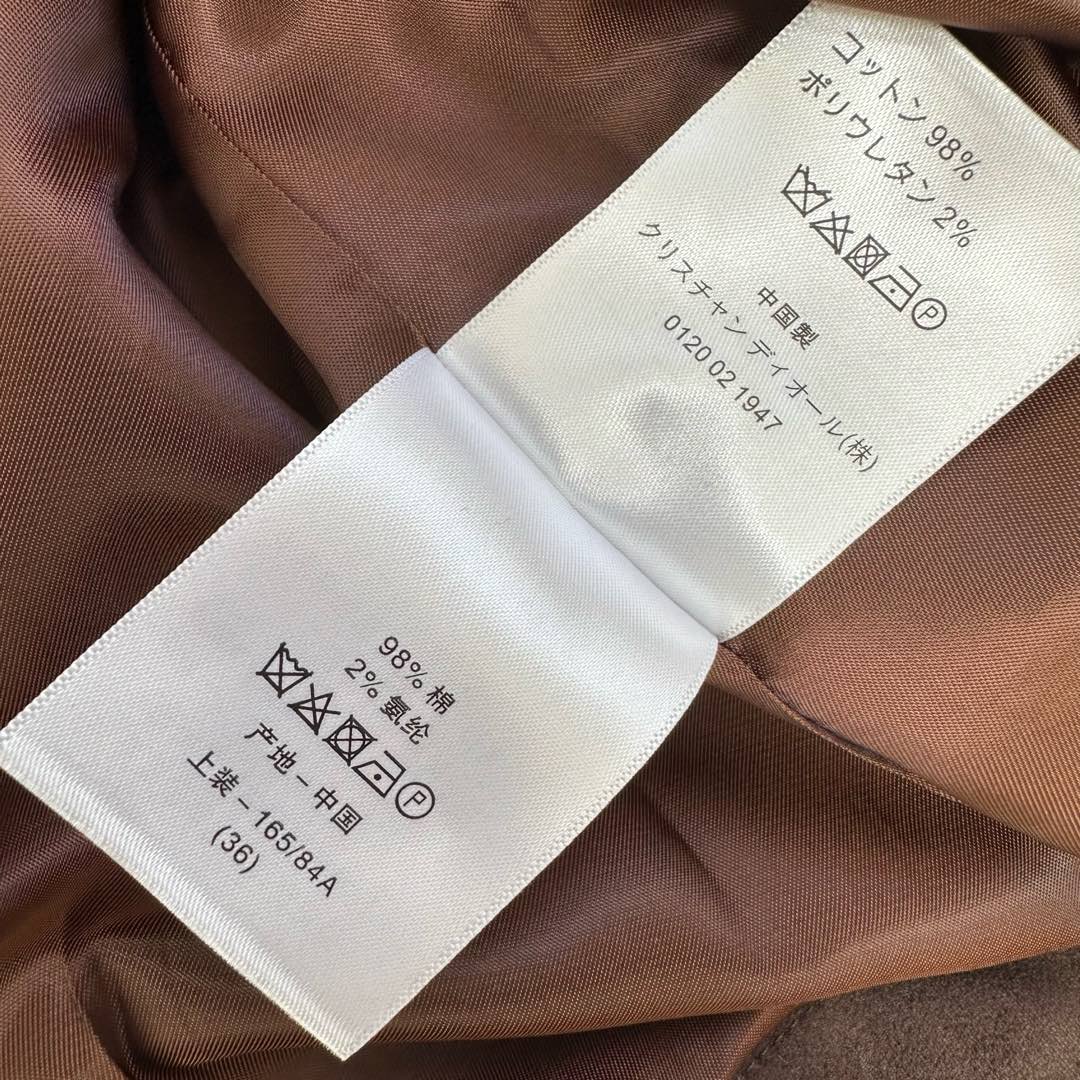 コットン 98%
ポリウレタン 2%
P
中国製
クリスチャン ディオール(株)
0120 02 1947
98% 棉
2% 氨纶
P
产地 – 中国
上装 – 165/84A
(36)